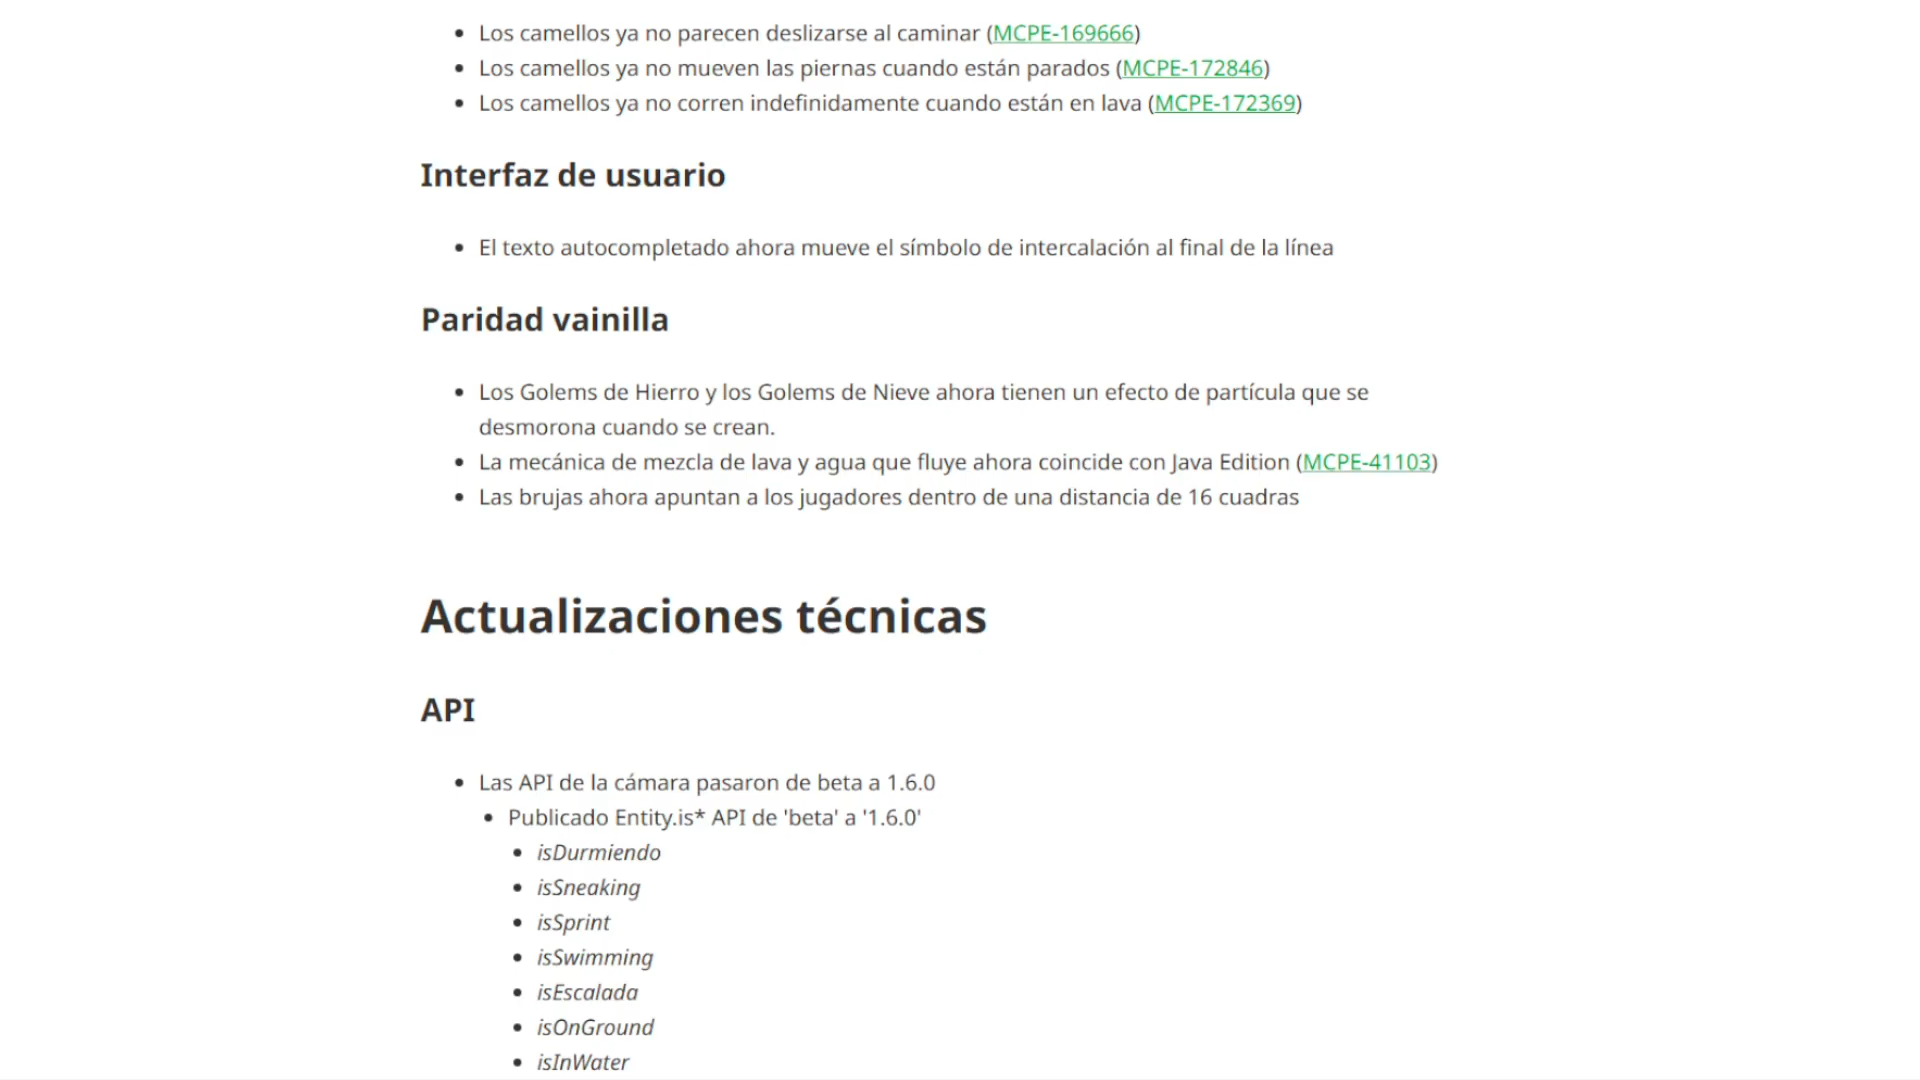 Los camellos ya no parecen deslizarse al caminar (MCPE-169666)
Los camellos ya no mueven las piernas cuando están parados (MCPE-172846)
Los camellos ya no corren indefinidamente cuando están en lava (MCPE-172369)
Interfaz de usuario
El texto autocompletado ahora mueve el símbolo de intercalación al final de la línea
Paridad vainilla
Los Golems de Hierro y los Golems de Nieve ahora tienen un efecto de partícula que se
desmorona cuando se crean.
La mecánica de mezcla de lava y agua que fluye ahora coincide con Java Edition (MCPE-41103)
Las brujas ahora apuntan a los jugadores dentro de una distancia de 16 cuadras
Actualizaciones técnicas
API
Las API de la cámara pasaron de beta a 1.6.0
Publicado Entity.is* API de 'beta' a '1.6.0'
isDurmiendo
isSneaking
isSprint
isSwimming
isEscalada
isOnGround
isInWater